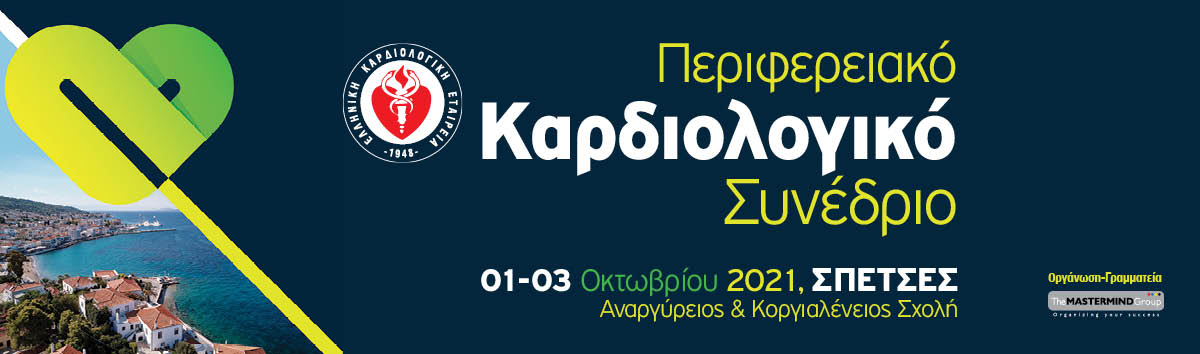 ΕΛΛΗΝΙΚΗ ΚΑΡΔΙΟΛΟΓΙΚΗ ΕΤΑΙΡΕΙΑ
-1948-
Περιφερειακό
Καρδιολογικό
Συνέδριο
01-03 Οκτωβρίου 2021, ΣΠΕΤΣΕΣ
Αναργύρειος & Κοργιαλένειος Σχολή
Οργάνωση-Γραμματεία
The MASTERMIND Group
Organizing your success